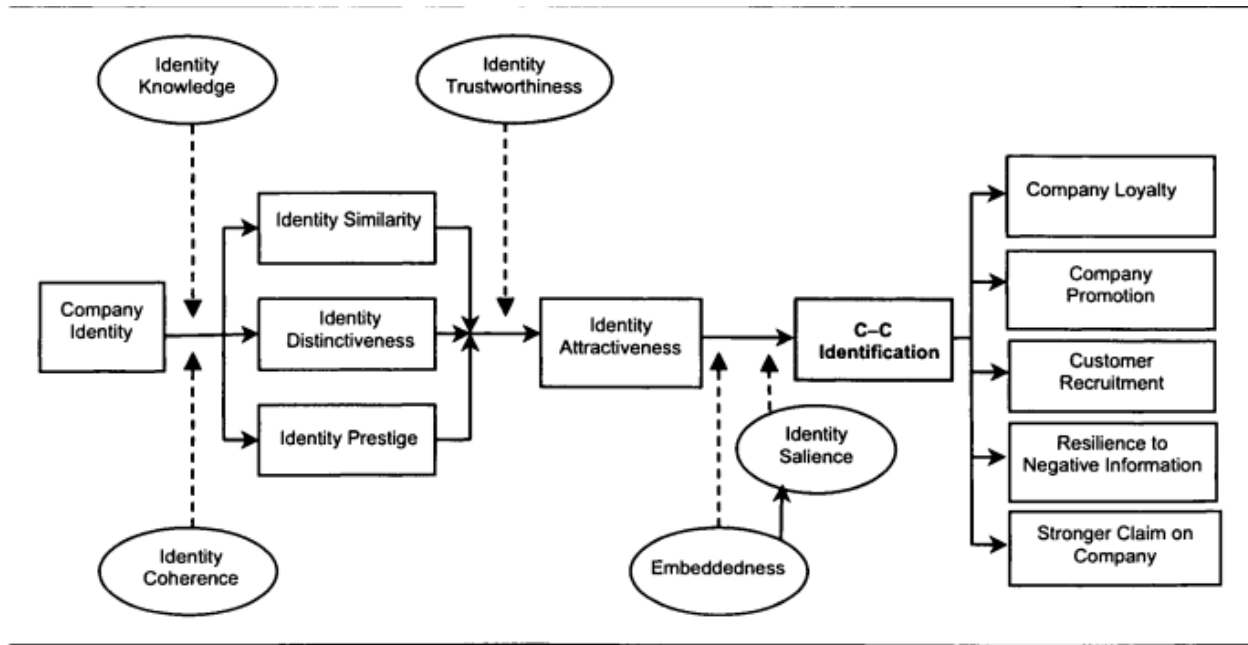 Identity
Knowledge
Identity
Trustworthiness
Company Loyalty
Identity Similarity
Company
Promotion
Company
Identity
Identity
Distinctiveness
Identity
Attractiveness
C–C
Identification
Customer
Recruitment
Identity Prestige
Identity
Salience
Resilience to
Negative Information
Stronger Claim on
Company
Identity
Coherence
Embeddedness